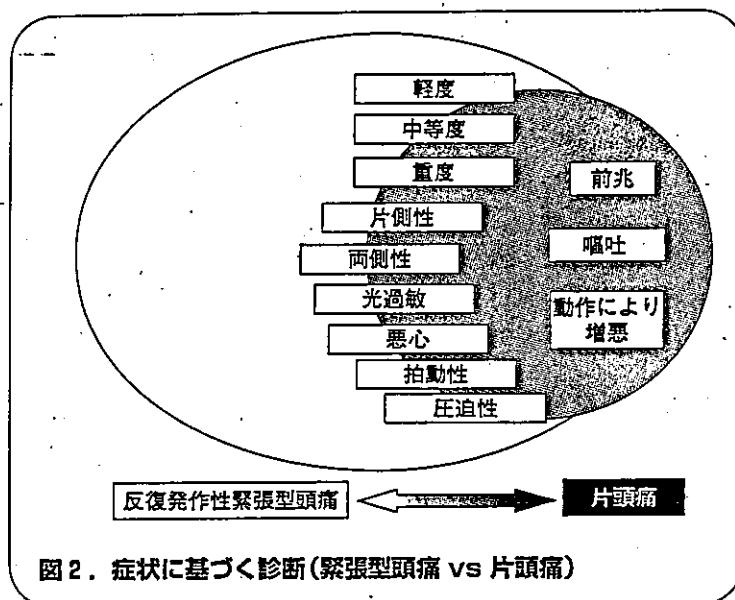 軽度
中等度
重度
前兆
片側性
両側性
嘔吐
光過敏
動作により
増悪
悪心
拍動性
圧迫性
反復発作性緊張型頭痛
片頭痛
図2．症状に基づく診断(緊張型頭痛 vs 片頭痛)